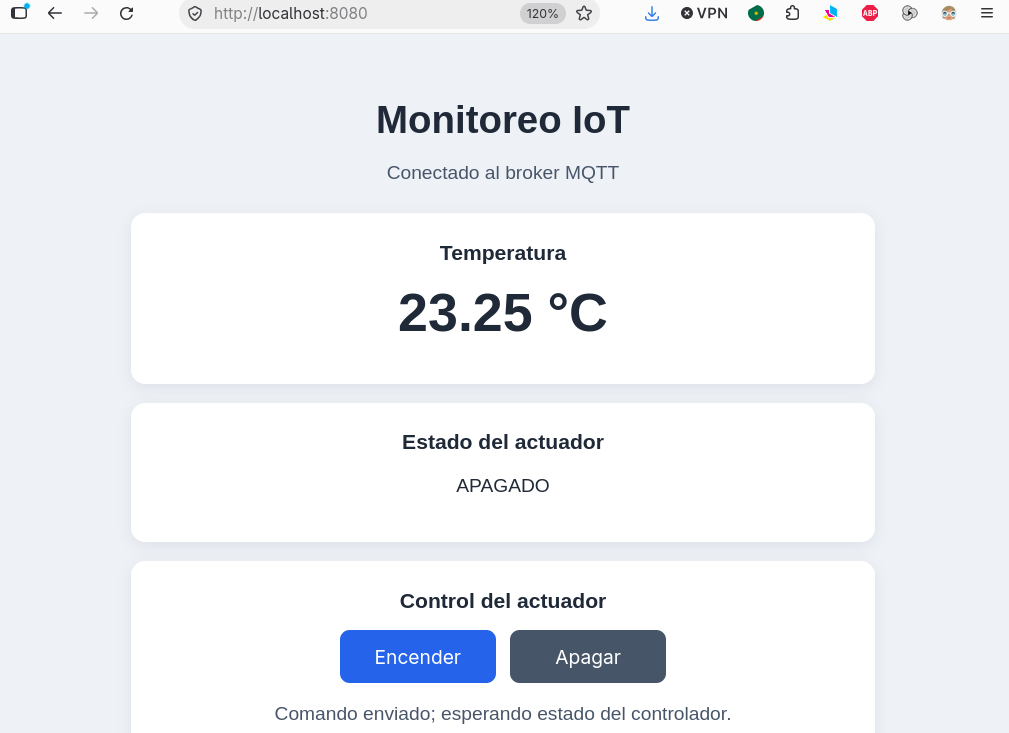 http://localhost:8080
120%
VPN
ABP
Monitoreo IoT
Conectado al broker MQTT
Temperatura
23.25 °C
Estado del actuador
APAGADO
Control del actuador
Encender
Apagar
Comando enviado; esperando estado del controlador.